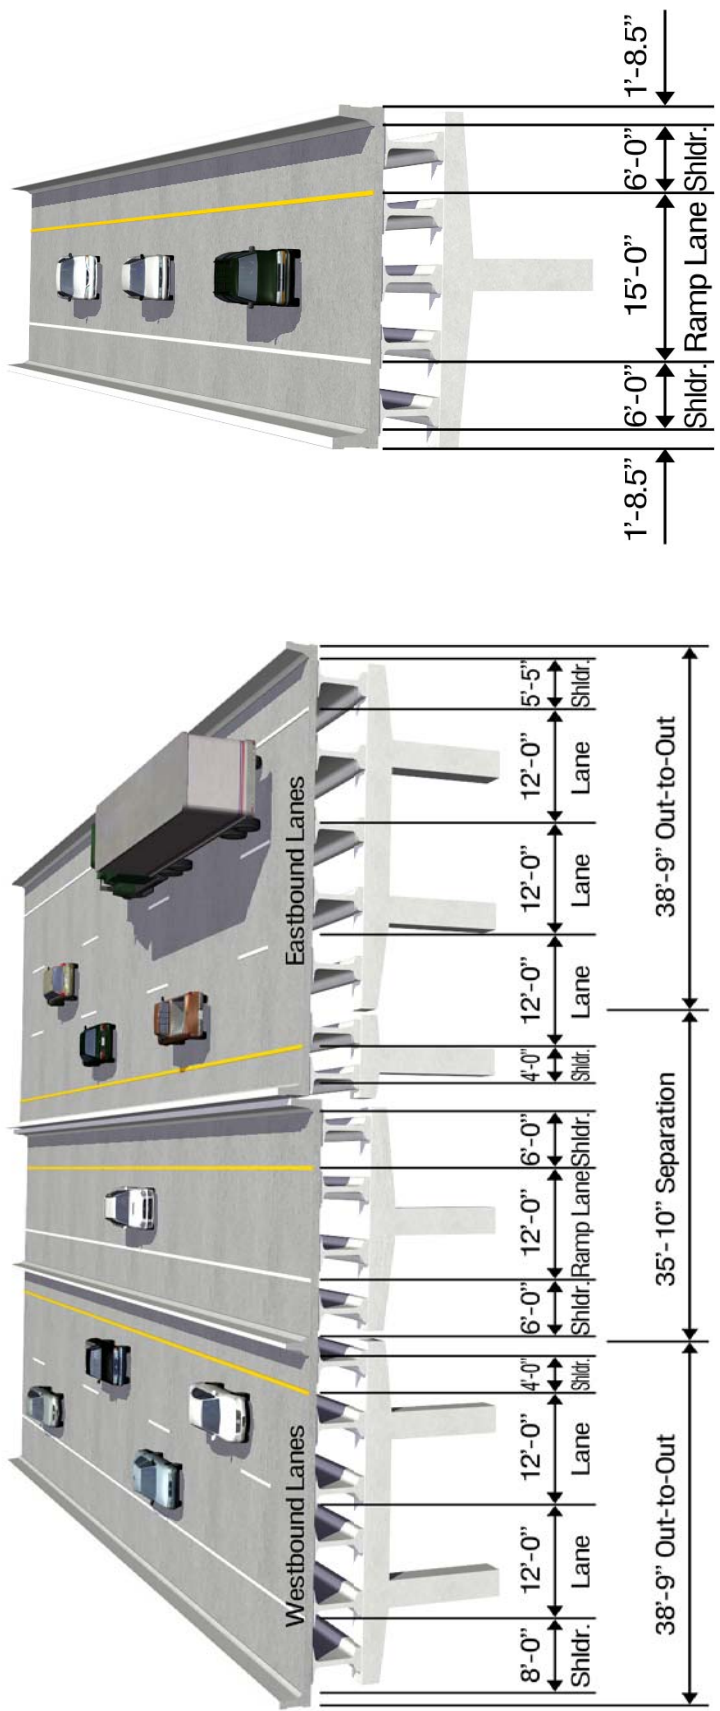 Westbound Lanes
Eastbound Lanes
8'-0" 12'-0" 12'-0" 4'-0" 6'-0" 12'-0" 6'-0" 4'-0" 12'-0" 12'-0" 12'-0" 5'-5"
Shldr. Lane Lane Shldr. Shldr. Ramp Lane Shldr. Shldr. Lane Lane Lane Shldr.
38'-9" Out-to-Out 35'-10" Separation 38'-9" Out-to-Out
1'-8.5" 6'-0" 15'-0" 6'-0" 1'-8.5"
Shldr. Ramp Lane Shldr.